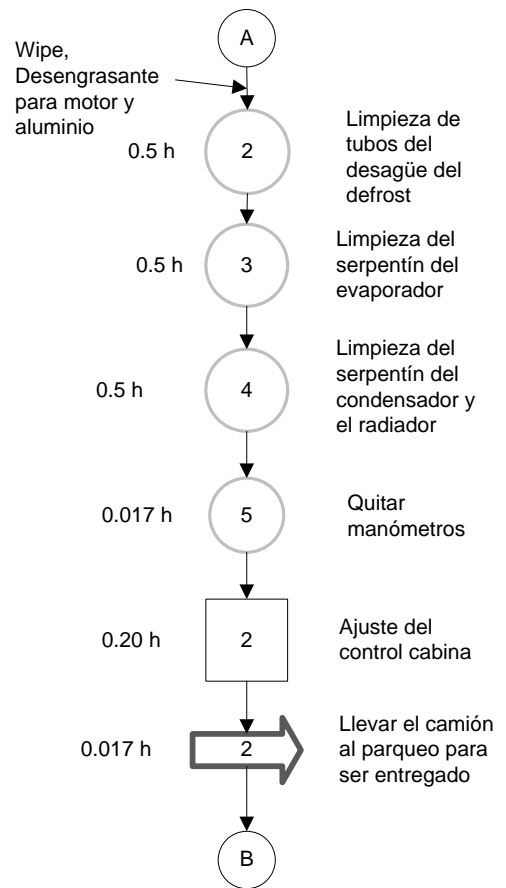 A
Wipe,
Desengrasante
para motor y
aluminio
0.5 h
2
Limpieza de
tubos del
desagüe del
defrost
0.5 h
3
Limpieza del
serpentín del
evaporador
0.5 h
4
Limpieza del
serpentín del
condensador y
el radiador
0.017 h
5
Quitar
manómetros
0.20 h
2
Ajuste del
control cabina
0.017 h
2
Llevar el camión
al parqueo para
ser entregado
B